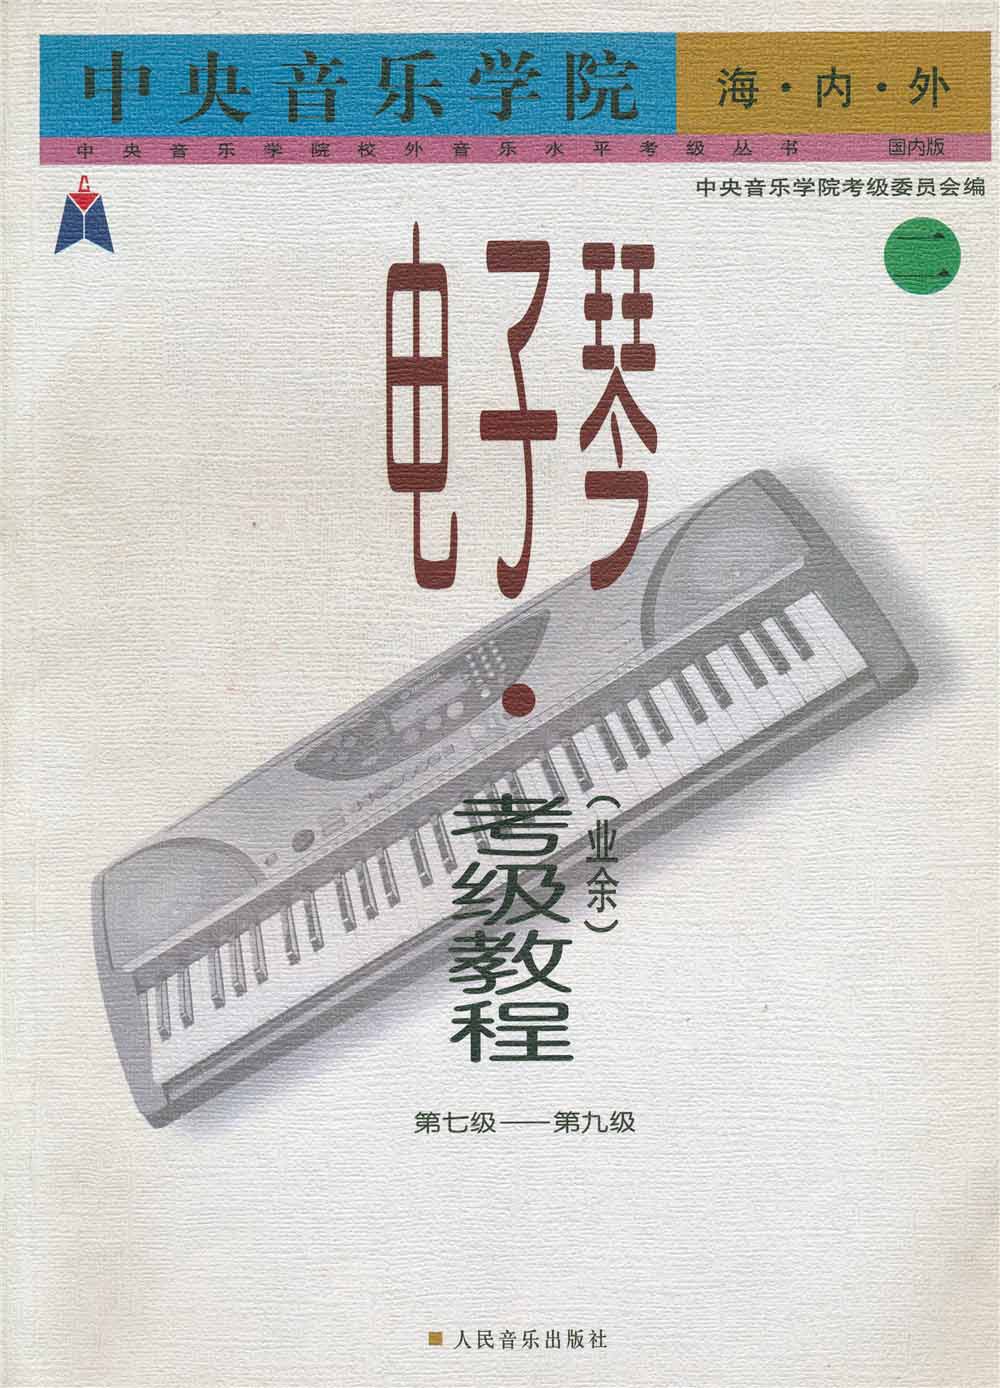 中央音乐学院
海·内·外
中央音乐学院校外音乐水平考级丛书
国内版
中央音乐学院考级委员会编
二
电子琴
·
考级教程
（业余）
第七级——第九级
人民音乐出版社